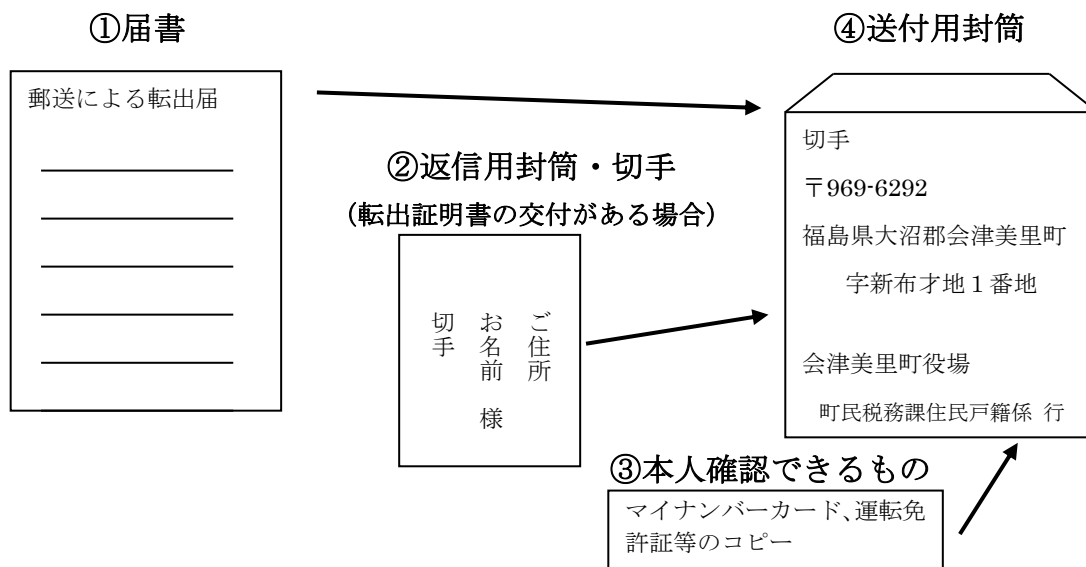 ①届書
郵送による転出届
②返信用封筒・切手
（転出証明書の交付がある場合）
ご住所
お名前 様
切手
③本人確認できるもの
マイナンバーカード、運転免
許証等のコピー
④送付用封筒
切手
〒969-6292
福島県大沼郡会津美里町
字新布才地１番地
会津美里町役場
町民税務課住民戸籍係 行